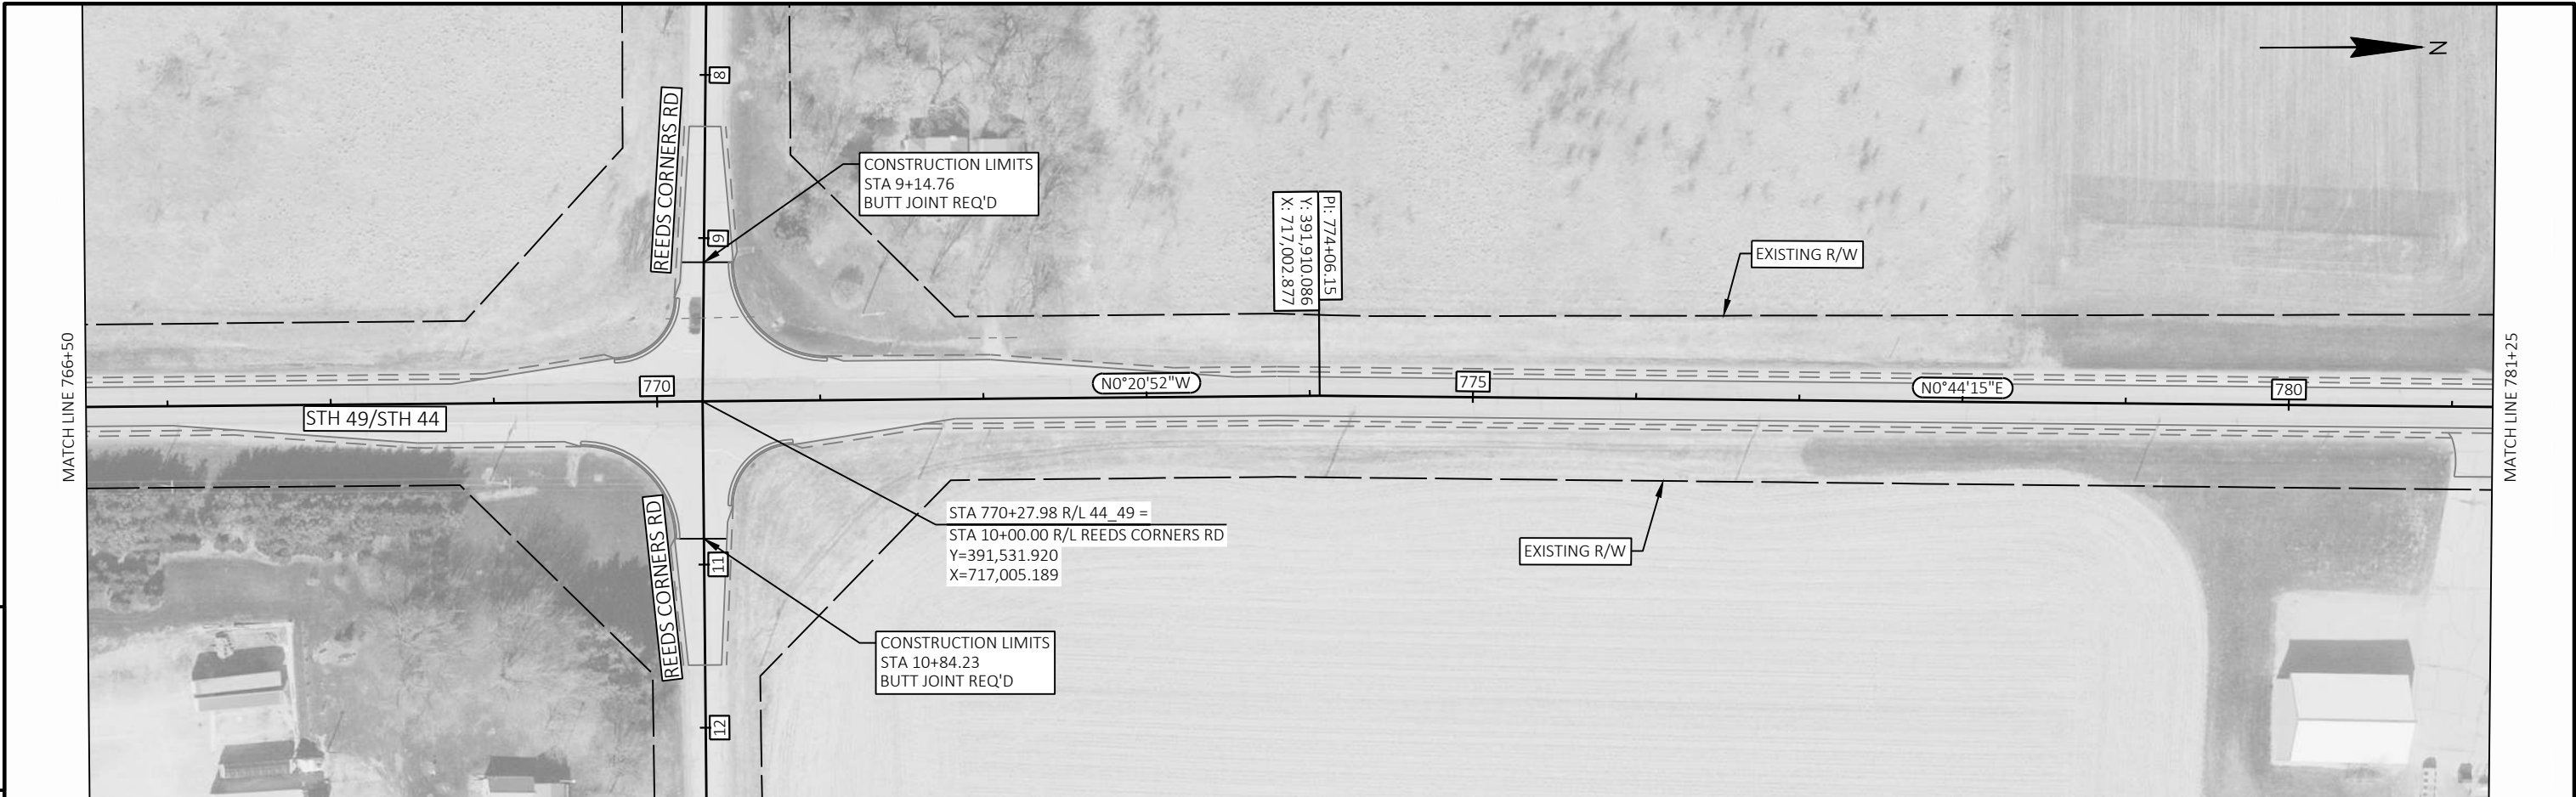 N
8
REEDS CORNERS RD
CONSTRUCTION LIMITS
STA 9+14.76
BUTT JOINT REQ'D
9
PI: 774+06.15
Y: 391,910.086
X: 717,002.877
EXISTING R/W
MATCH LINE 766+50
MATCH LINE 781+25
770
N0°20'52"W
775
N0°44'15"E
780
STH 49/STH 44
REEDS CORNERS RD
STA 770+27.98 R/L 44_49 =
STA 10+00.00 R/L REEDS CORNERS RD
Y=391,531.920
X=717,005.189
EXISTING R/W
11
CONSTRUCTION LIMITS
STA 10+84.23
BUTT JOINT REQ'D
12